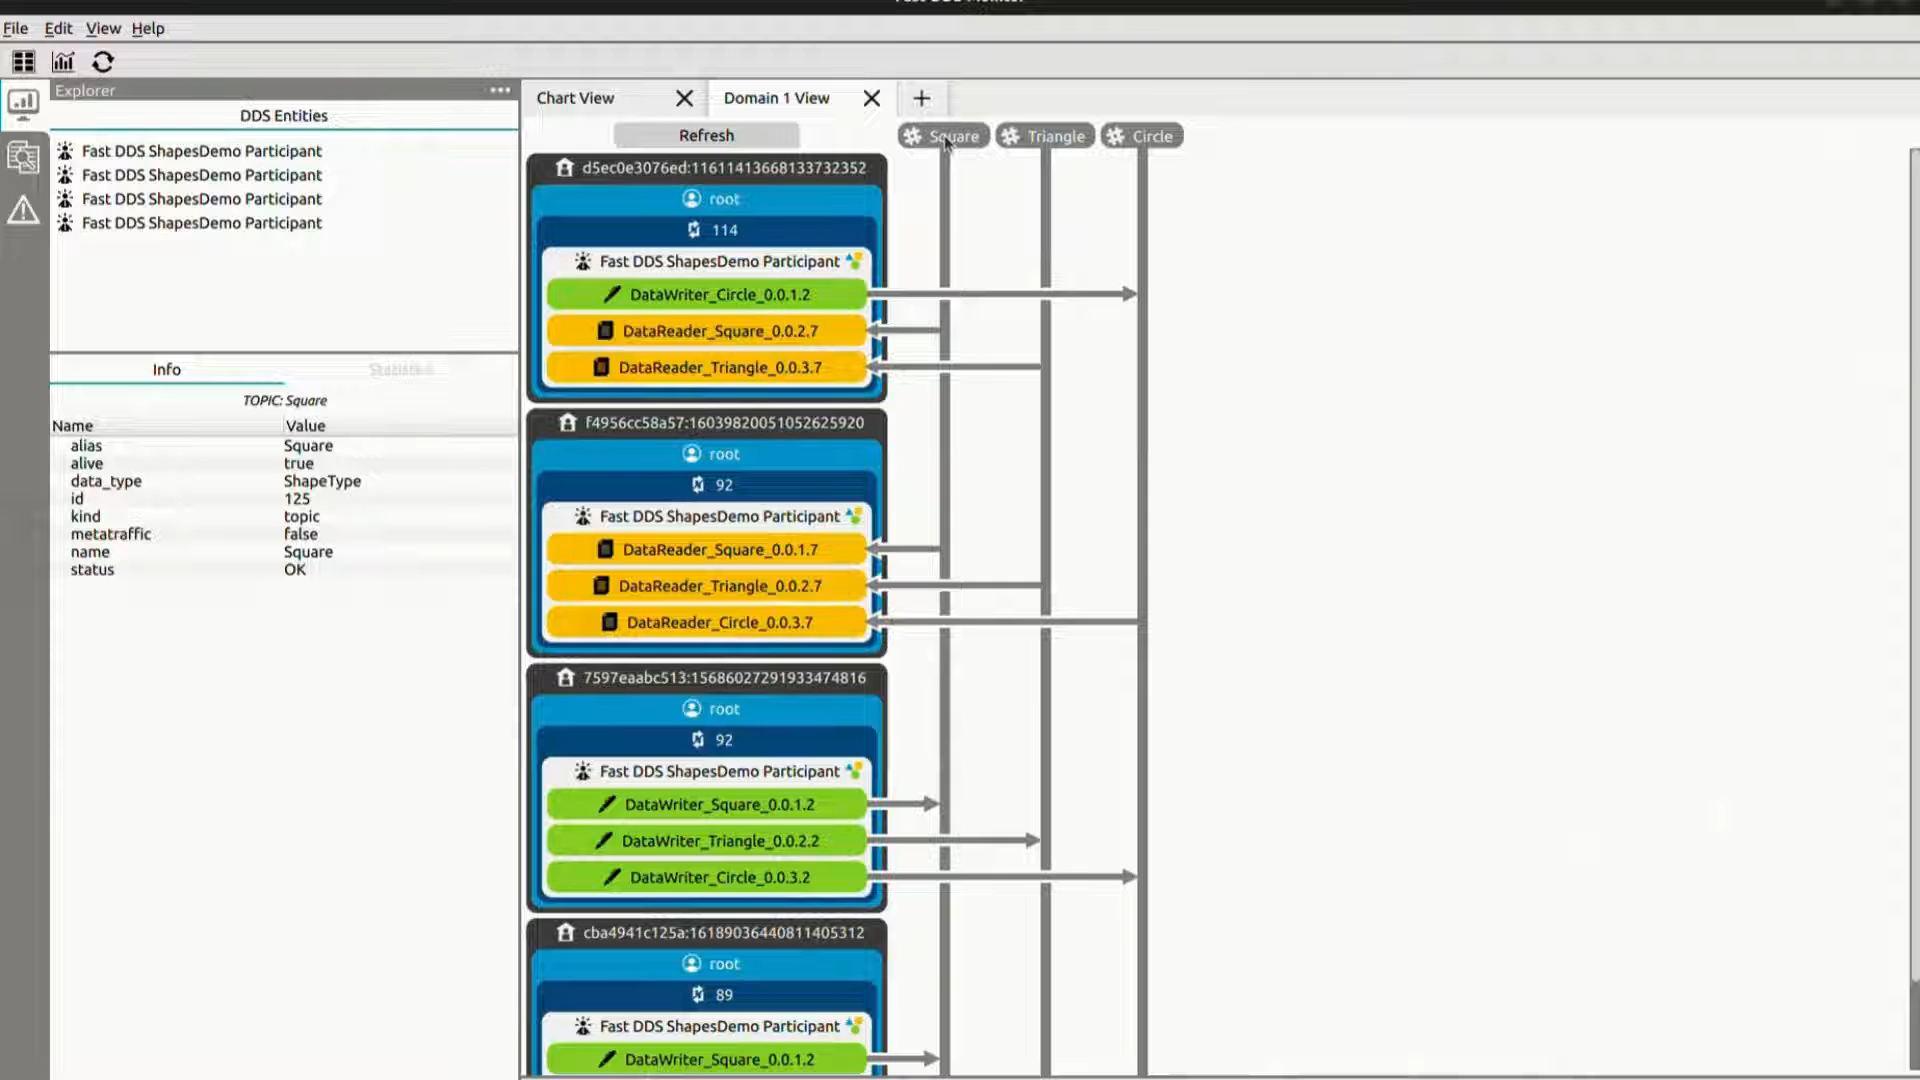 File Edit View Help
Explorer
DDS Entities
Fast DDS ShapesDemo Participant
Fast DDS ShapesDemo Participant
Fast DDS ShapesDemo Participant
Fast DDS ShapesDemo Participant
Info Statistics
TOPIC: Square
Name Value
alias Square
alive true
data_type ShapeType
id 125
kind topic
metatraffic false
name Square
status OK
Chart View Domain 1 View
Refresh
Square Triangle Circle
d5ec0e3076ed:11611413668133732352
root
114
Fast DDS ShapesDemo Participant
DataWriter_Circle_0.0.1.2
DataReader_Square_0.0.2.7
DataReader_Triangle_0.0.3.7
f4956cc58a57:16039820051052625920
root
92
Fast DDS ShapesDemo Participant
DataReader_Square_0.0.1.7
DataReader_Triangle_0.0.2.7
DataReader_Circle_0.0.3.7
7597eaabc513:15686027291933474816
root
92
Fast DDS ShapesDemo Participant
DataWriter_Square_0.0.1.2
DataWriter_Triangle_0.0.2.2
DataWriter_Circle_0.0.3.2
cba4941c125a:16189036440811405312
root
89
Fast DDS ShapesDemo Participant
DataWriter_Square_0.0.1.2